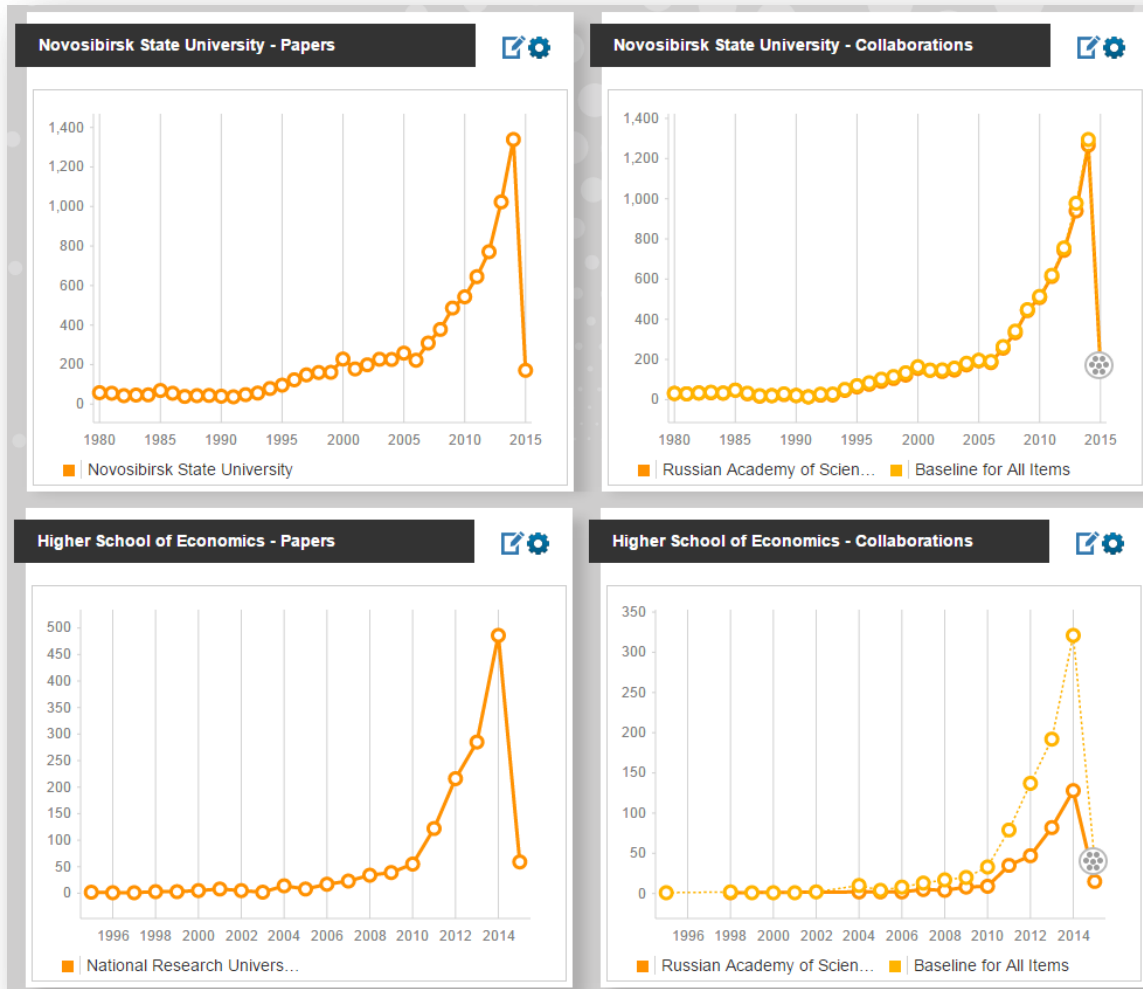 Novosibirsk State University - Papers
1,400
1,200
1,000
800
600
400
200
0
1980 1985 1990 1995 2000 2005 2010 2015
Novosibirsk State University
Novosibirsk State University - Collaborations
1,400
1,200
1,000
800
600
400
200
0
1980 1985 1990 1995 2000 2005 2010 2015
Russian Academy of Scien... Baseline for All Items
Higher School of Economics - Papers
500
450
400
350
300
250
200
150
100
50
0
1996 1998 2000 2002 2004 2006 2008 2010 2012 2014
National Research Univers...
Higher School of Economics - Collaborations
350
300
250
200
150
100
50
0
1996 1998 2000 2002 2004 2006 2008 2010 2012 2014
Russian Academy of Scien... Baseline for All Items